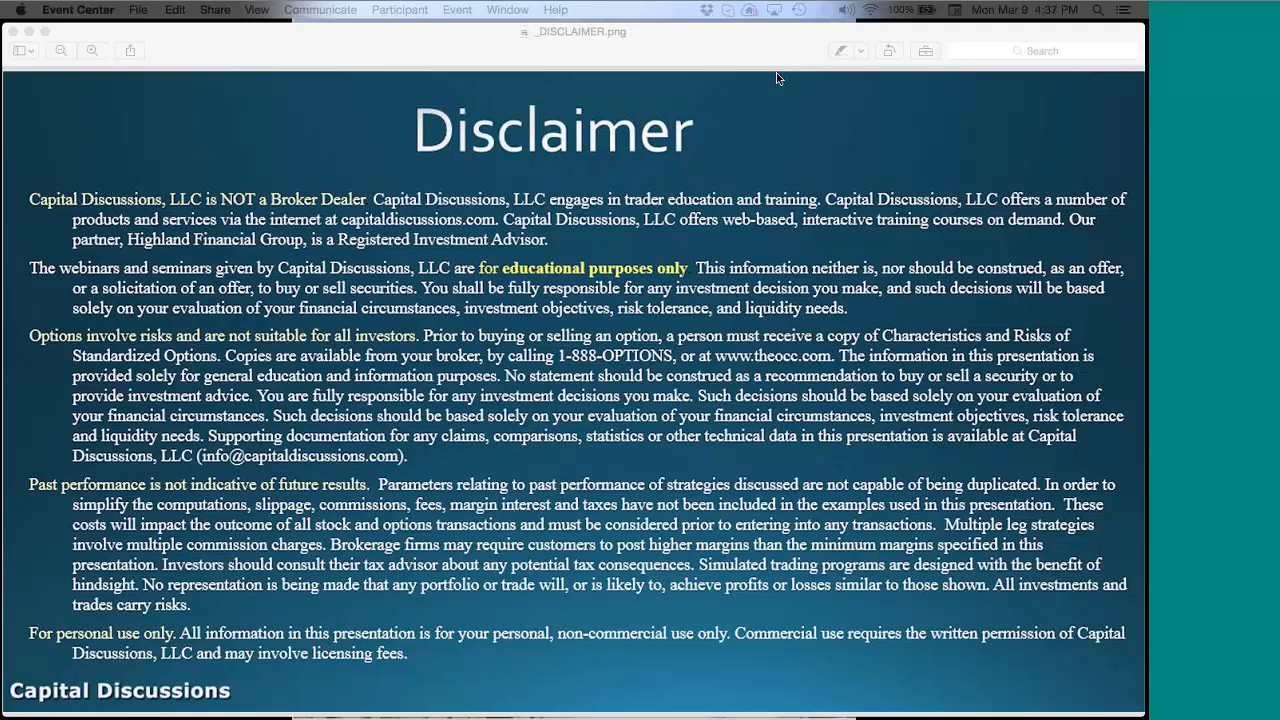 Event Center File Edit Share View Communicate Participant Event Window Help 100% Mon Mar 9 4:37 PM
_DISCLAIMER.png
Search
Disclaimer
Capital Discussions, LLC is NOT a Broker Dealer Capital Discussions, LLC engages in trader education and training. Capital Discussions, LLC offers a number of
products and services via the internet at capitaldiscussions.com. Capital Discussions, LLC offers web-based, interactive training courses on demand. Our
partner, Highland Financial Group, is a Registered Investment Advisor.
The webinars and seminars given by Capital Discussions, LLC are for educational purposes only. This information neither is, nor should be construed, as an offer,
or a solicitation of an offer, to buy or sell securities. You shall be fully responsible for any investment decision you make, and such decisions will be based
solely on your evaluation of your financial circumstances, investment objectives, risk tolerance, and liquidity needs.
Options involve risks and are not suitable for all investors. Prior to buying or selling an option, a person must receive a copy of Characteristics and Risks of
Standardized Options. Copies are available from your broker, by calling 1-888-OPTIONS, or at www.theocc.com. The information in this presentation is
provided solely for general education and information purposes. No statement should be construed as a recommendation to buy or sell a security or to
provide investment advice. You are fully responsible for any investment decisions you make. Such decisions should be based solely on your evaluation of
your financial circumstances. Such decisions should be based solely on your evaluation of your financial circumstances, investment objectives, risk tolerance
and liquidity needs. Supporting documentation for any claims, comparisons, statistics or other technical data in this presentation is available at Capital
Discussions, LLC (info@capitaldiscussions.com).
Past performance is not indicative of future results. Parameters relating to past performance of strategies discussed are not capable of being duplicated. In order to
simplify the computations, slippage, commissions, fees, margin interest and taxes have not been included in the examples used in this presentation. These
costs will impact the outcome of all stock and options transactions and must be considered prior to entering into any transactions. Multiple leg strategies
involve multiple commission charges. Brokerage firms may require customers to post higher margins than the minimum margins specified in this
presentation. Investors should consult their tax advisor about any potential tax consequences. Simulated trading programs are designed with the benefit of
hindsight. No representation is being made that any portfolio or trade will, or is likely to, achieve profits or losses similar to those shown. All investments and
trades carry risks.
For personal use only. All information in this presentation is for your personal, non-commercial use only. Commercial use requires the written permission of Capital
Discussions, LLC and may involve licensing fees.
Capital Discussions